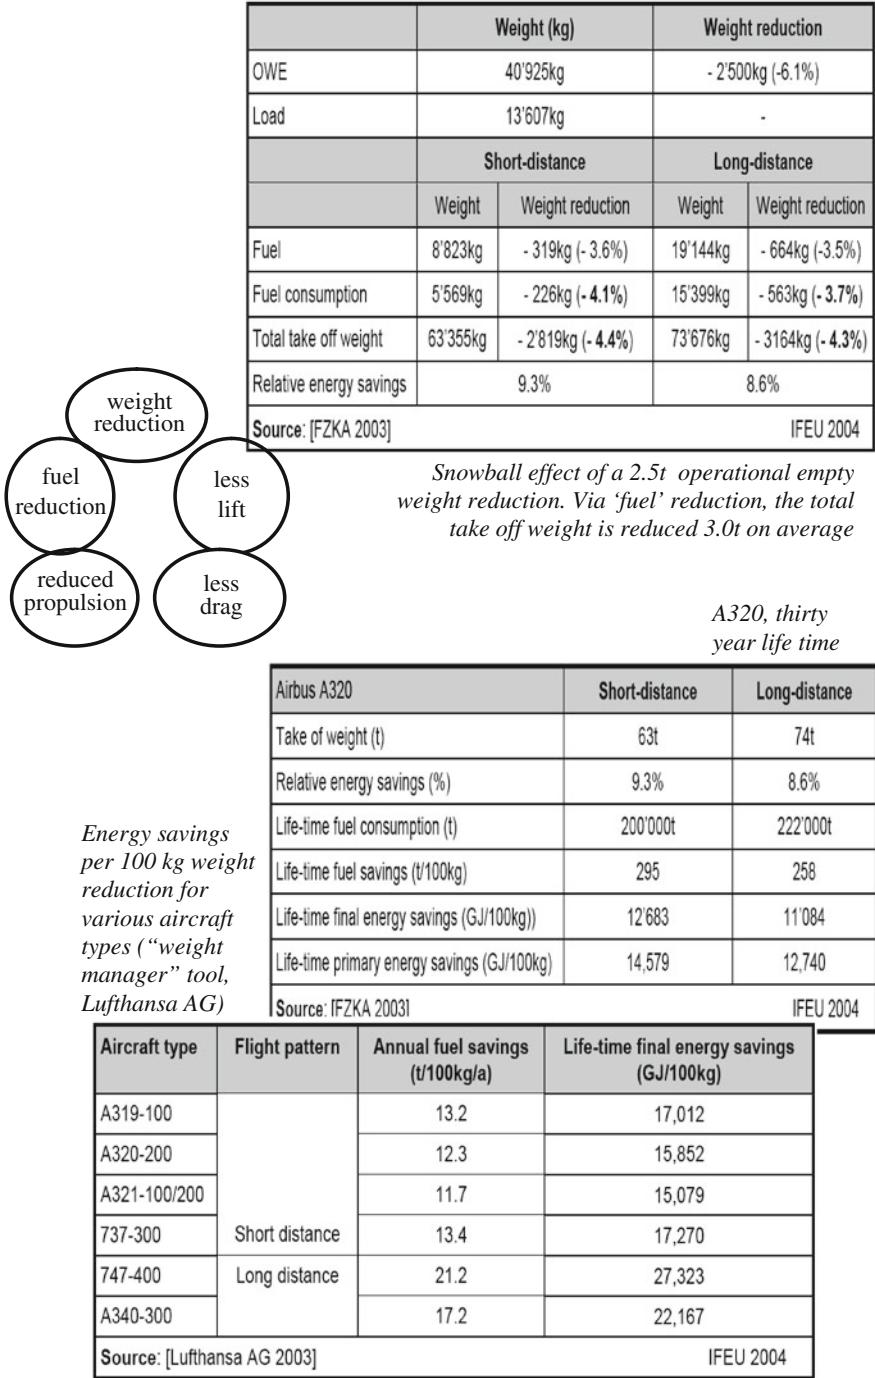 Weight (kg) Weight reduction
OWE 40'925kg - 2'500kg (-6.1%)
Load 13'607kg -
Short-distance Long-distance
Weight Weight reduction Weight Weight reduction
Fuel 8'823kg - 319kg (- 3.6%) 19'144kg - 664kg (-3.5%)
Fuel consumption 5'569kg - 226kg (- 4.1%) 15'399kg - 563kg (- 3.7%)
Total take off weight 63'355kg - 2'819kg (- 4.4%) 73'676kg - 3164kg (- 4.3%)
Relative energy savings 9.3% 8.6%
Source: [FZKA 2003] IFEU 2004
weight
reduction
fuel
reduction
less
lift
reduced
propulsion
less
drag
Snowball effect of a 2.5t operational empty
weight reduction. Via ‘fuel’ reduction, the total
take off weight is reduced 3.0t on average
A320, thirty
year life time
Airbus A320 Short-distance Long-distance
Take of weight (t) 63t 74t
Relative energy savings (%) 9.3% 8.6%
Life-time fuel consumption (t) 200'000t 222'000t
Life-time fuel savings (t/100kg) 295 258
Life-time final energy savings (GJ/100kg)) 12'683 11'084
Life-time primary energy savings (GJ/100kg) 14,579 12,740
Source: [FZKA 2003] IFEU 2004
Energy savings
per 100 kg weight
reduction for
various aircraft
types (“weight
manager” tool,
Lufthansa AG)
Aircraft type Flight pattern Annual fuel savings Life-time final energy savings
(t/100kg/a) (GJ/100kg)
A319-100 13.2 17,012
A320-200 12.3 15,852
A321-100/200 11.7 15,079
737-300 Short distance 13.4 17,270
747-400 Long distance 21.2 27,323
A340-300 17.2 22,167
Source: [Lufthansa AG 2003] IFEU 2004